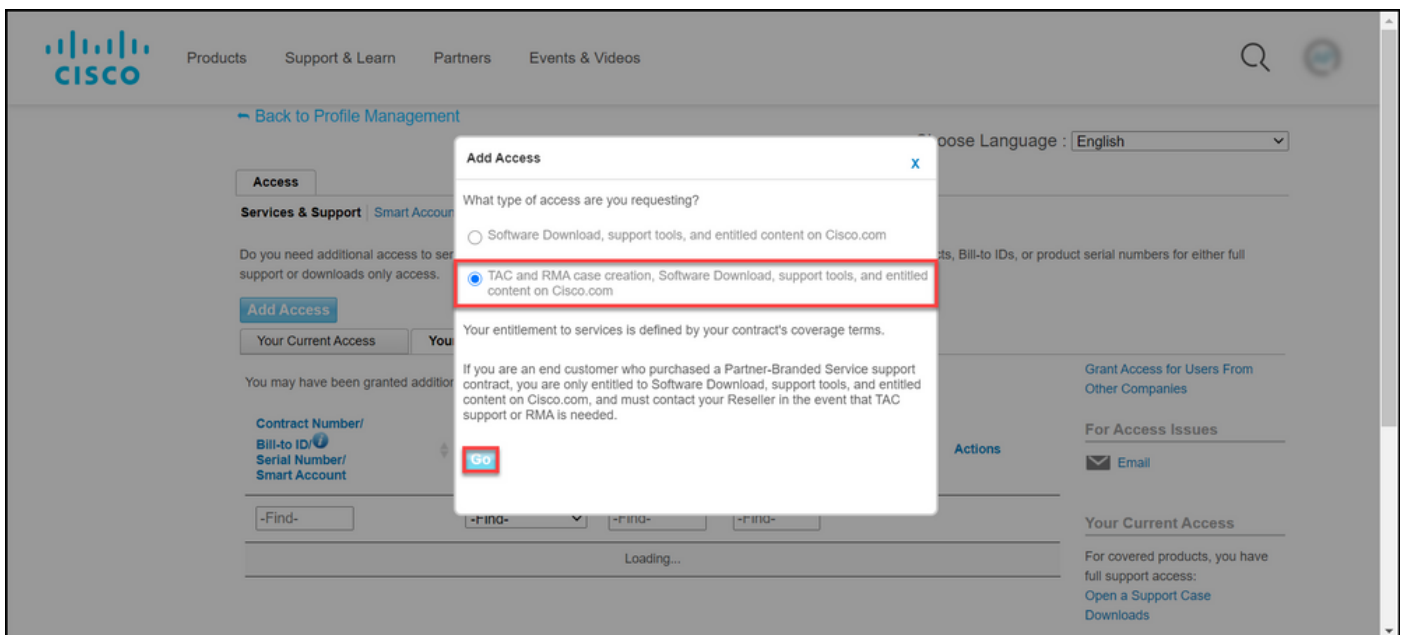 CISCO
Products Support & Learn Partners Events & Videos
Back to Profile Management
Choose Language : English
Access
Services & Support Smart Accoun
Do you need additional access to ser
cts, Bill-to IDs, or product serial numbers for either full
support or downloads only access.
Add Access
Your Current Access You
You may have been granted addition
Contract Number/
Bill-to ID/
Serial Number/
Smart Account
Actions
-Find- -Find- -Find- -Find-
Loading...
Add Access X
What type of access are you requesting?
Software Download, support tools, and entitled content on Cisco.com
TAC and RMA case creation, Software Download, support tools, and entitled
content on Cisco.com
Your entitlement to services is defined by your contract's coverage terms.
If you are an end customer who purchased a Partner-Branded Service support
contract, you are only entitled to Software Download, support tools, and entitled
content on Cisco.com, and must contact your Reseller in the event that TAC
support or RMA is needed.
Go
Grant Access for Users From
Other Companies
For Access Issues
Email
Your Current Access
For covered products, you have
full support access:
Open a Support Case
Downloads